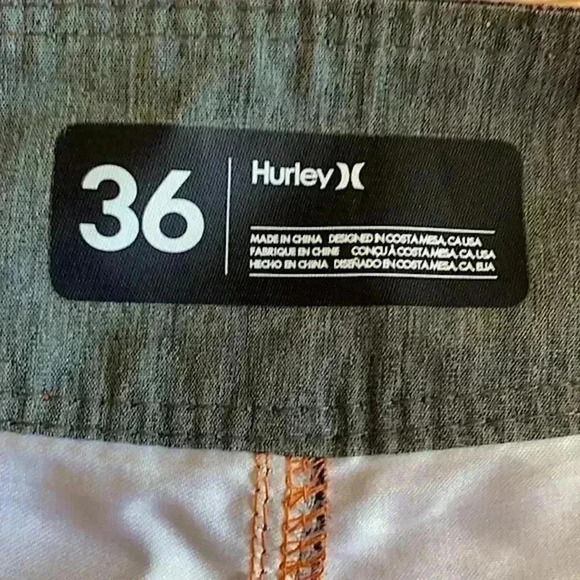 36
Hurley
MADE IN CHINA DESIGNED IN COSTA MESA, CA USA
FABRIQUE EN CHINE CONÇU À COSTA MESA, CA, USA
HECHO EN CHINA DISEÑADO EN COSTA MESA, CA, EUA